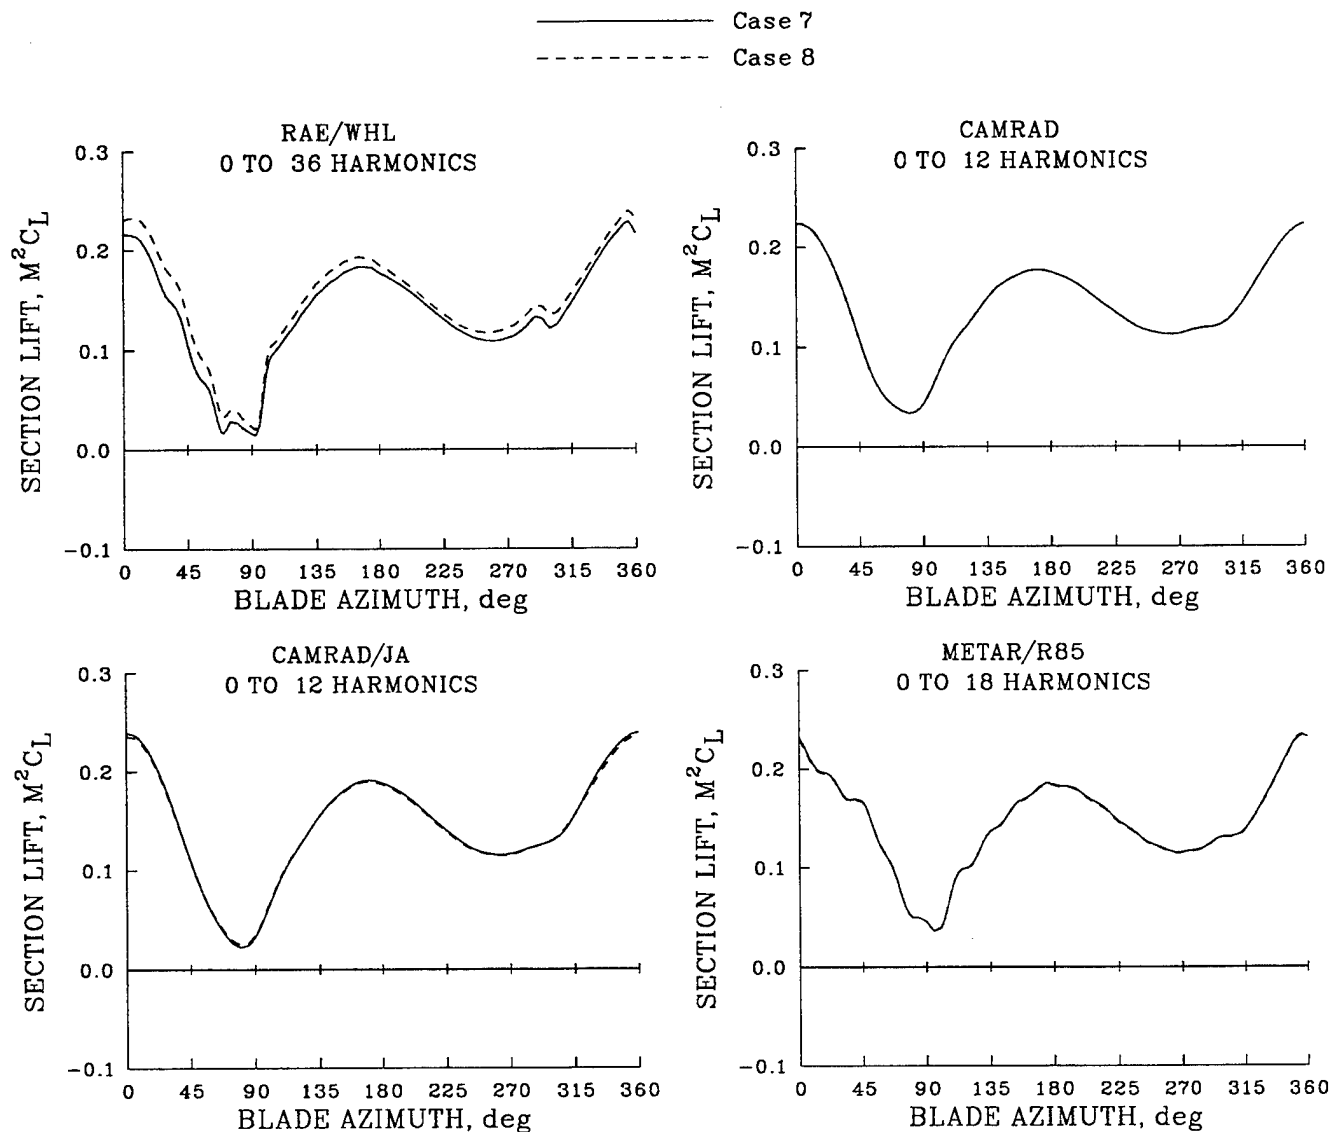 Case 7
Case 8
RAE/WHL
0 TO 36 HARMONICS
SECTION LIFT, M²CL
0.3
0.2
0.1
0.0
−0.1
0 45 90 135 180 225 270 315 360
BLADE AZIMUTH, deg
CAMRAD
0 TO 12 HARMONICS
SECTION LIFT, M²CL
0.3
0.2
0.1
0.0
−0.1
0 45 90 135 180 225 270 315 360
BLADE AZIMUTH, deg
CAMRAD/JA
0 TO 12 HARMONICS
SECTION LIFT, M²CL
0.3
0.2
0.1
0.0
−0.1
0 45 90 135 180 225 270 315 360
BLADE AZIMUTH, deg
METAR/R85
0 TO 18 HARMONICS
SECTION LIFT, M²CL
0.3
0.2
0.1
0.0
−0.1
0 45 90 135 180 225 270 315 360
BLADE AZIMUTH, deg